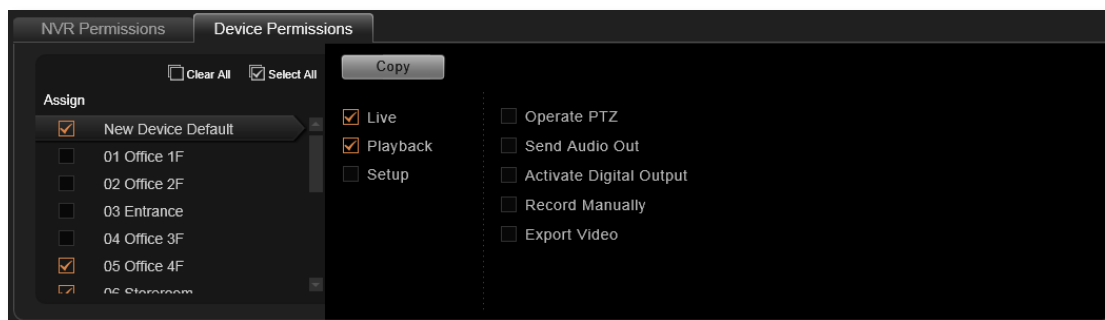 NVR Permissions
Device Permissions
Clear All
Select All
Copy
Assign
New Device Default
01 Office 1F
02 Office 2F
03 Entrance
04 Office 3F
05 Office 4F
06 Storeroom
Live
Playback
Setup
Operate PTZ
Send Audio Out
Activate Digital Output
Record Manually
Export Video